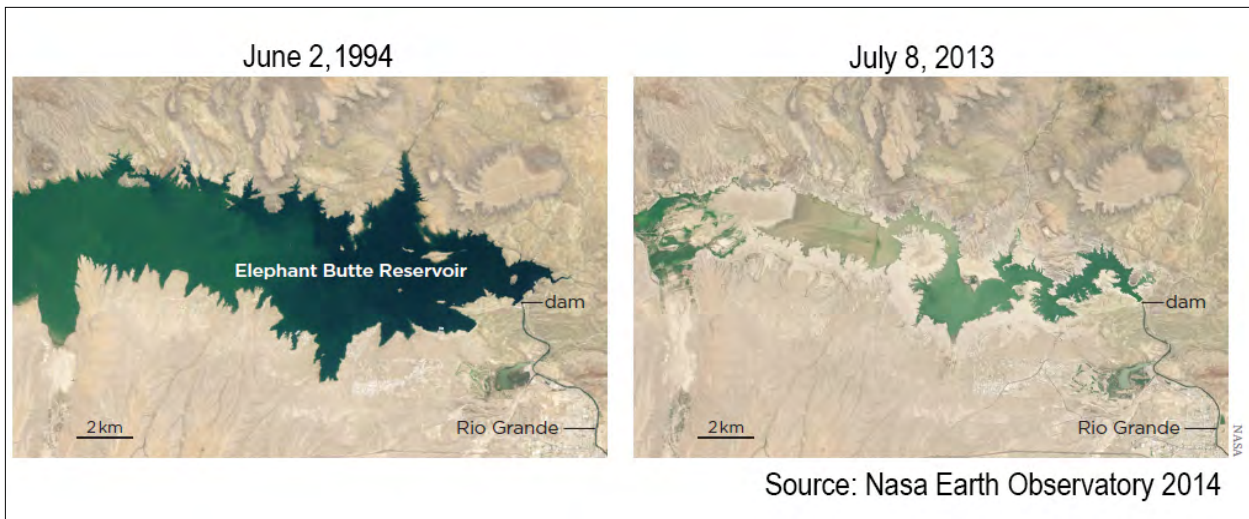 June 2,1994
July 8, 2013
Elephant Butte Reservoir
dam
2km
Rio Grande
dam
2km
Rio Grande
NASA
Source: Nasa Earth Observatory 2014